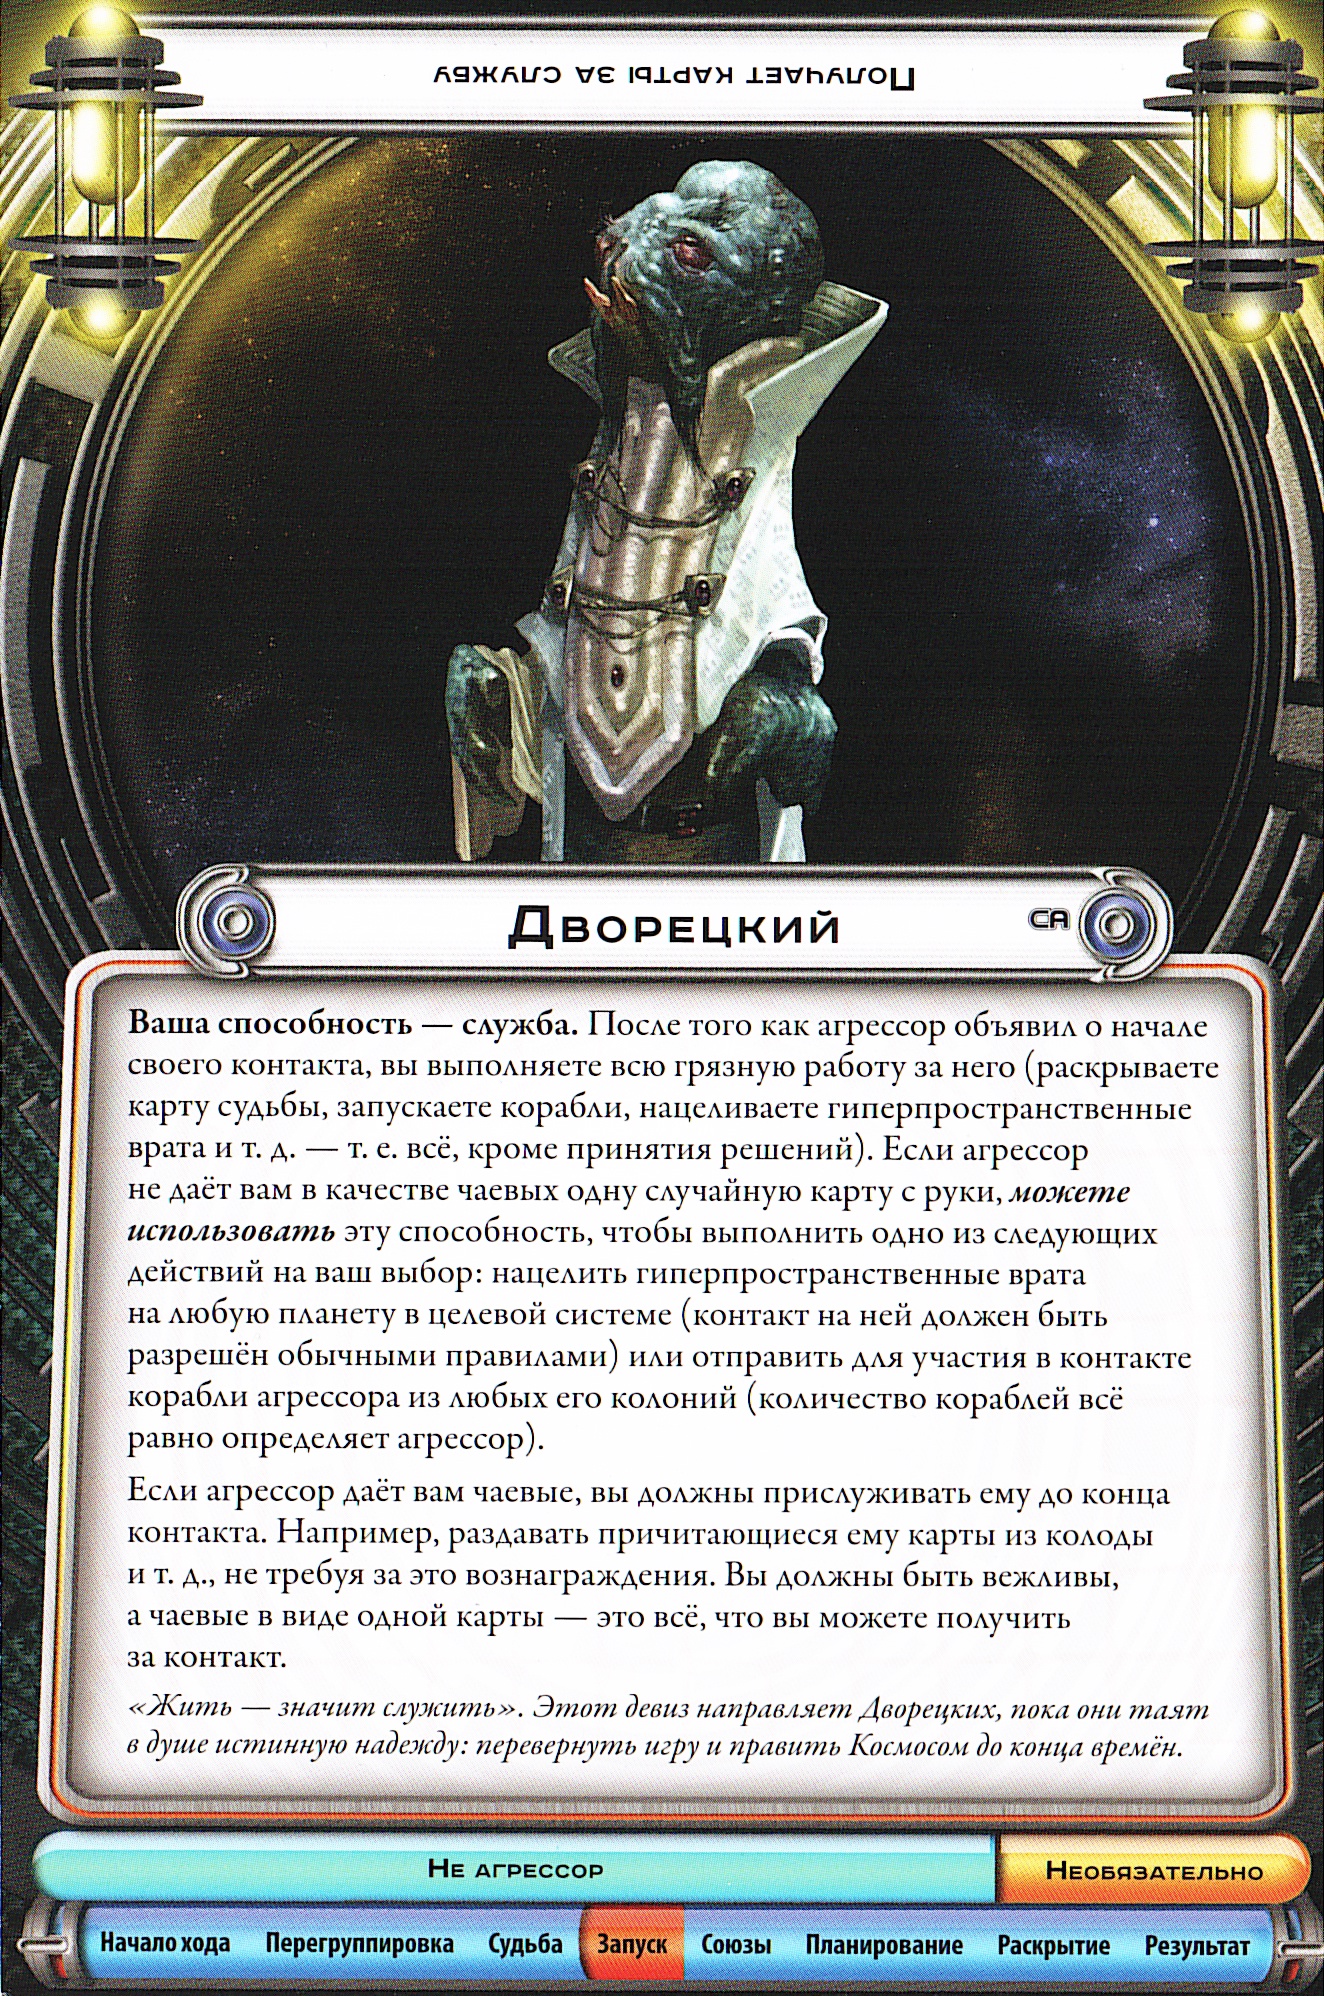 Получает карты за службу
Дворецкий
CA
Ваша способность — служба. После того как агрессор объявил о начале
своего контакта, вы выполняете всю грязную работу за него (раскрываете
карту судьбы, запускаете корабли, нацеливаете гиперпространственные
врата и т. д. — т. е. всё, кроме принятия решений). Если агрессор
не даёт вам в качестве чаевых одну случайную карту с руки, можете
использовать эту способность, чтобы выполнить одно из следующих
действий на ваш выбор: нацелить гиперпространственные врата
на любую планету в целевой системе (контакт на ней должен быть
разрешён обычными правилами) или отправить для участия в контакте
корабли агрессора из любых его колоний (количество кораблей всё
равно определяет агрессор).
Если агрессор даёт вам чаевые, вы должны прислуживать ему до конца
контакта. Например, раздавать причитающиеся ему карты из колоды
и т. д., не требуя за это вознаграждения. Вы должны быть вежливы,
а чаевые в виде одной карты — это всё, что вы можете получить
за контакт.
«Жить — значит служить». Этот девиз направляет Дворецких, пока они таят
в душе истинную надежду: перевернуть игру и править Космосом до конца времён.
Не агрессор
Необязательно
Начало хода Перегруппировка Судьба Запуск Союзы Планирование Раскрытие Результат